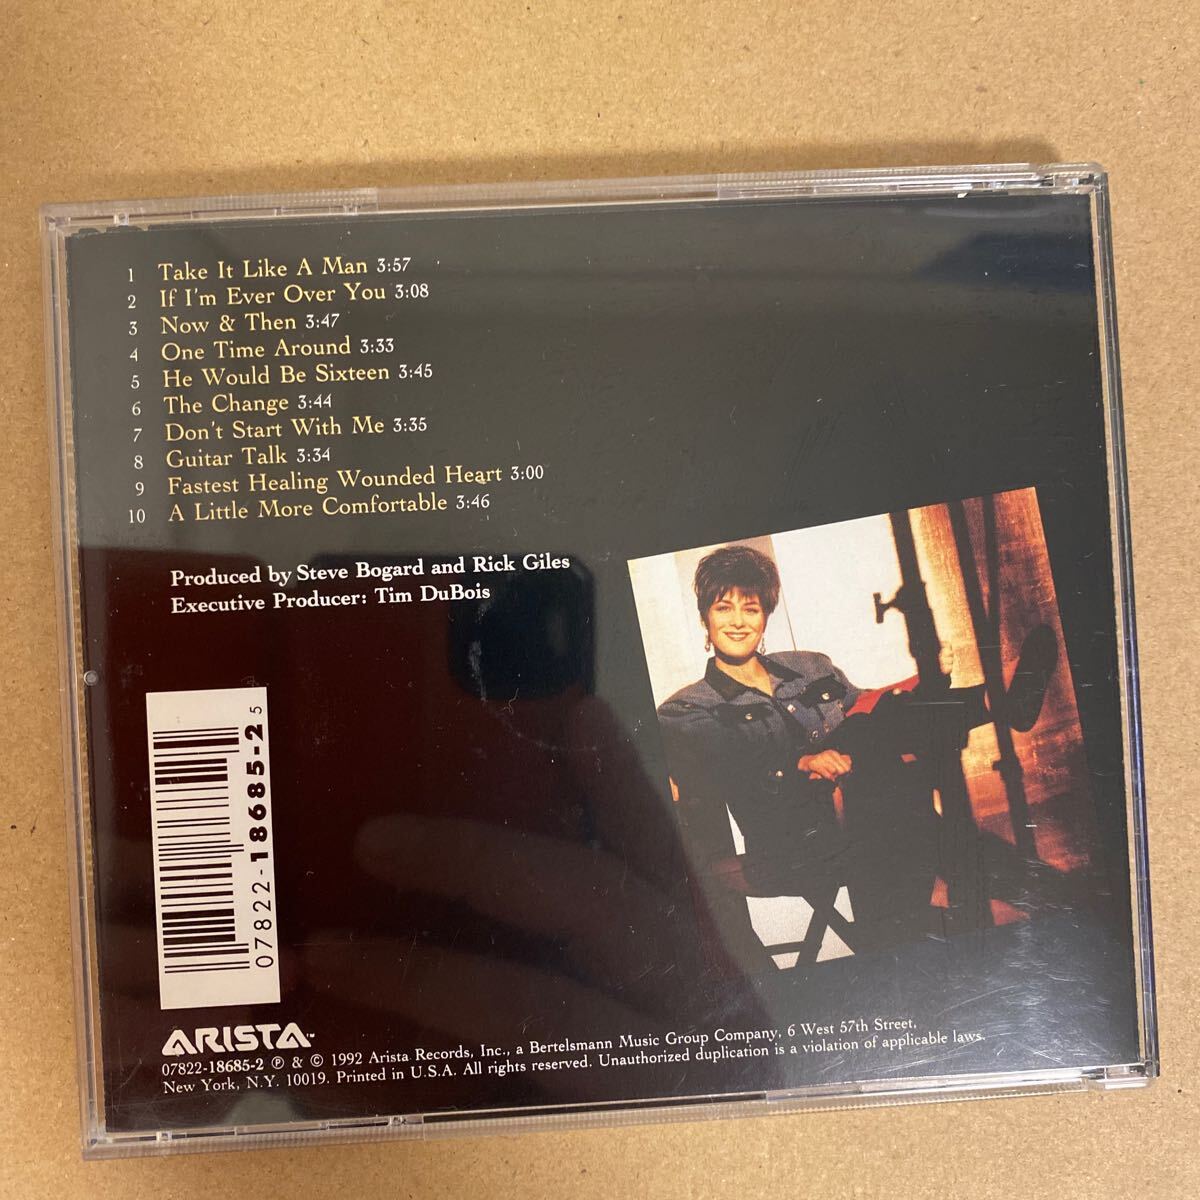 1 Take It Like A Man 3:57
2 If I'm Ever Over You 3:08
3 Now & Then 3:47
4 One Time Around 3:33
5 He Would Be Sixteen 3:45
6 The Change 3:44
7 Don't Start With Me 3:35
8 Guitar Talk 3:34
9 Fastest Healing Wounded Heart 3:00
10 A Little More Comfortable 3:46
Produced by Steve Bogard and Rick Giles
Executive Producer: Tim DuBois
07822-18685-2 5
ARISTA™
07822-18685-2 ℗ & © 1992 Arista Records, Inc., a Bertelsmann Music Group Company, 6 West 57th Street,
New York, N.Y. 10019. Printed in U.S.A. All rights reserved. Unauthorized duplication is a violation of applicable laws.